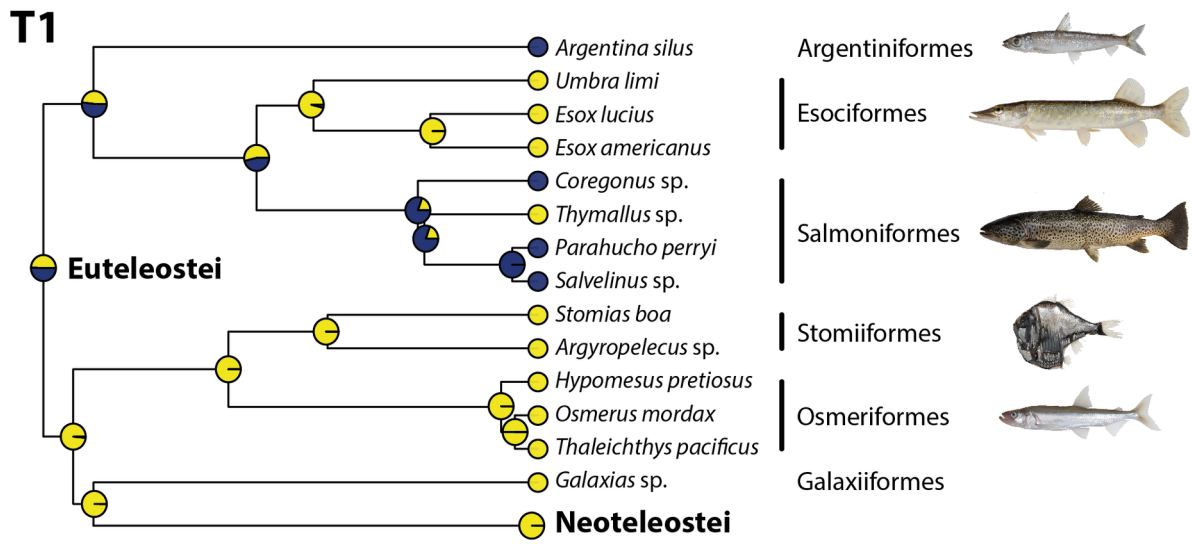 T1
Argentina silus
Argentiniformes
Umbra limi
Esox lucius
Esociformes
Esox americanus
Coregonus sp.
Thymallus sp.
Salmoniformes
Parahucho perryi
Euteleostei
Salvelinus sp.
Stomias boa
Stomiiformes
Argyropelecus sp.
Hypomesus pretiosus
Osmerus mordax
Osmeriformes
Thaleichthys pacificus
Galaxias sp.
Galaxiiformes
Neoteleostei